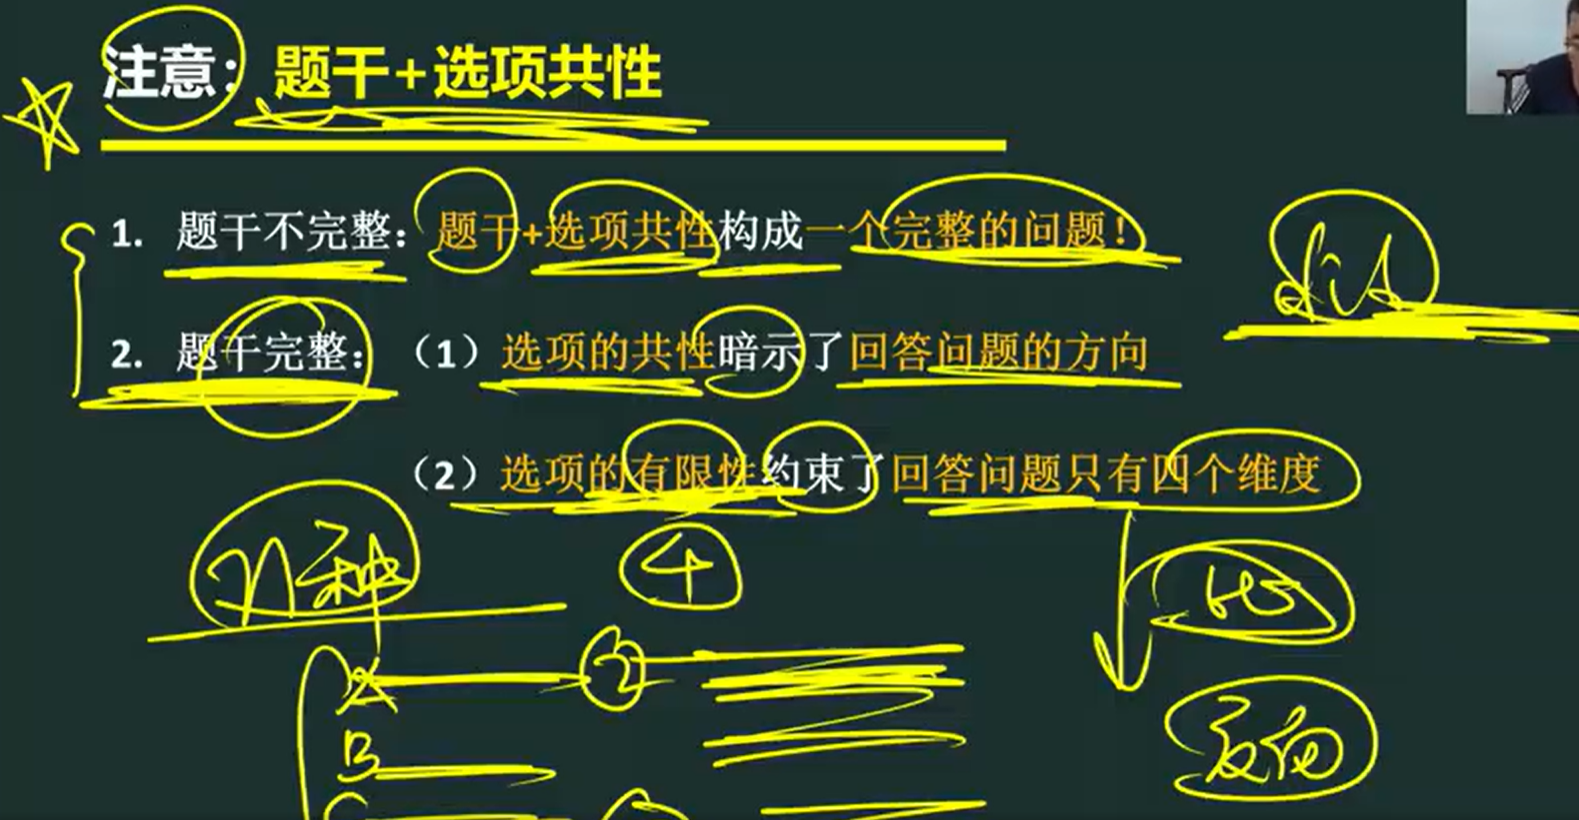 注意：题干+选项共性
1. 题干不完整：题干+选项共性构成一个完整的问题！
2. 题干完整：（1）选项的共性暗示了回答问题的方向
（2）选项的有限性约束了回答问题只有四个维度
n种
4
A
2
B
C
反向